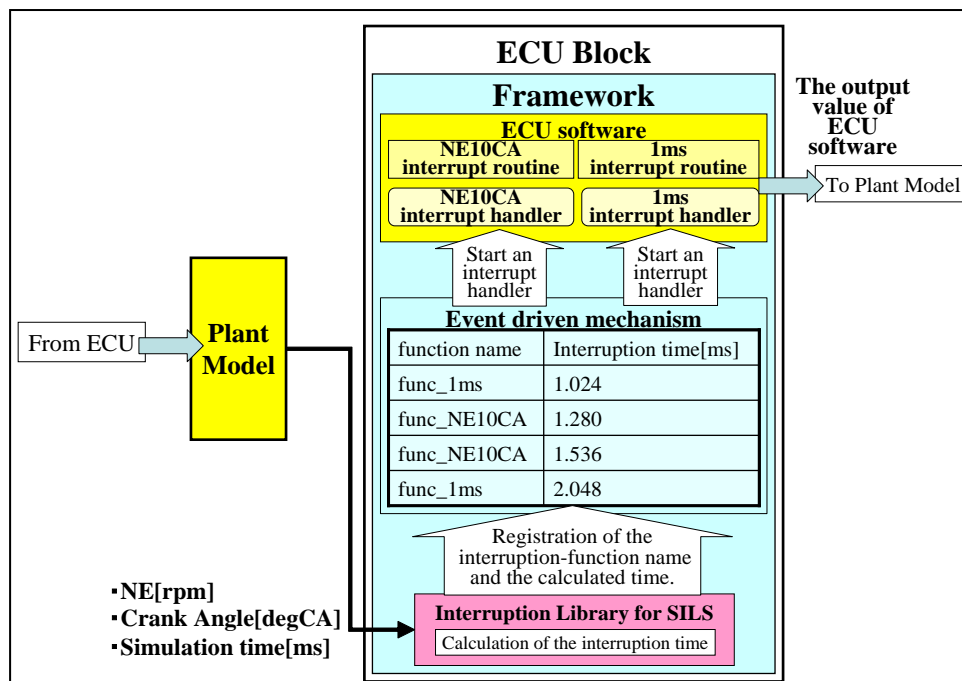 ECU Block
Framework
ECU software
NE10CA
interrupt routine
1ms
interrupt routine
NE10CA
interrupt handler
1ms
interrupt handler
The output
value of
ECU
software
To Plant Model
Start an
interrupt
handler
Start an
interrupt
handler
From ECU
Plant
Model
Event driven mechanism
function name Interruption time[ms]
func_1ms 1.024
func_NE10CA 1.280
func_NE10CA 1.536
func_1ms 2.048
Registration of the
interruption-function name
and the calculated time.
・NE[rpm]
・Crank Angle[degCA]
・Simulation time[ms]
Interruption Library for SILS
Calculation of the interruption time